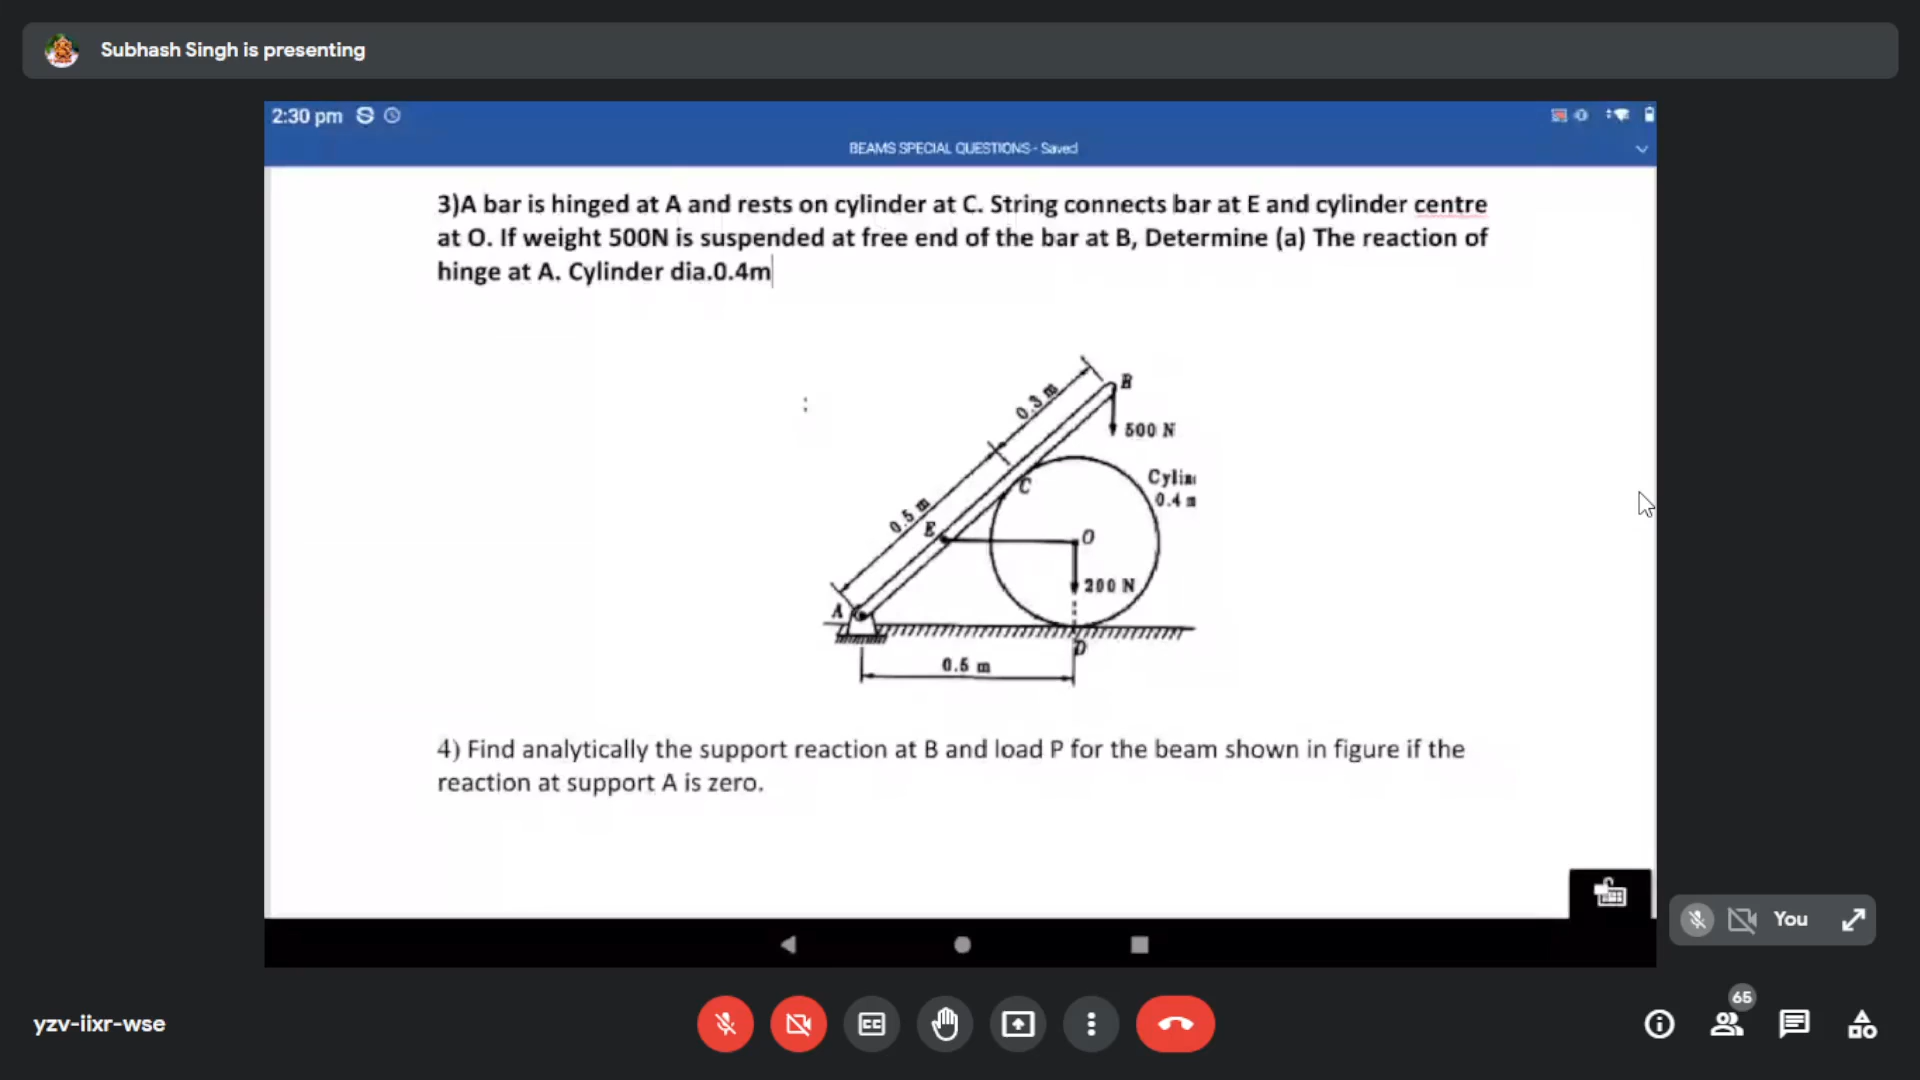 Subhash Singh is presenting
2:30 pm
BEAMS SPECIAL QUESTIONS - Saved
3)A bar is hinged at A and rests on cylinder at C. String connects bar at E and cylinder centre
at O. If weight 500N is suspended at free end of the bar at B, Determine (a) The reaction of
hinge at A. Cylinder dia.0.4m
B
0.3 m
:
500 N
C
Cylin
0.4 m
0.5 m
E
O
200 N
A
D
0.5 m
4) Find analytically the support reaction at B and load P for the beam shown in figure if the
reaction at support A is zero.
You
65
yzv-iixr-wse